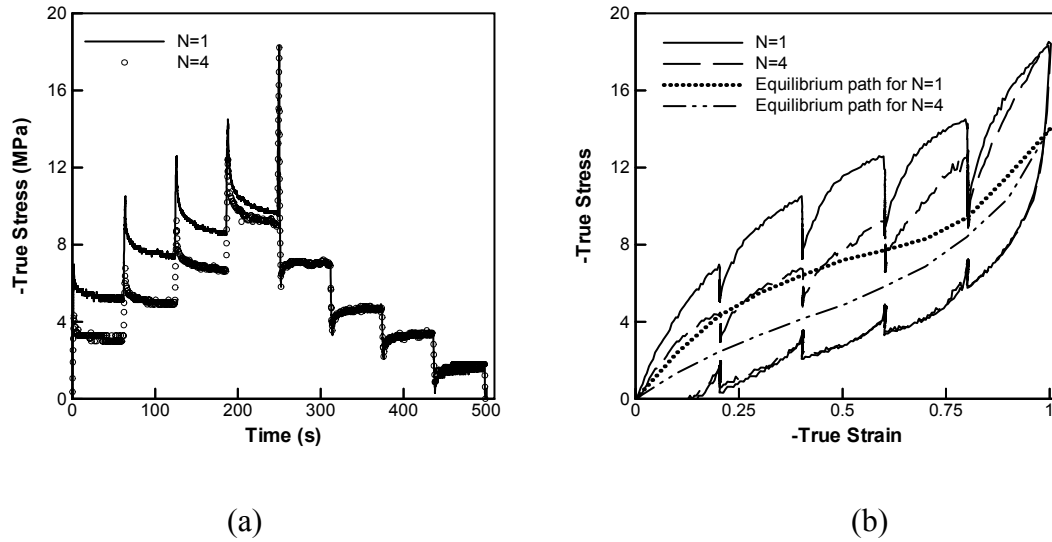 20
16
12
8
4
0
-True Stress (MPa)
N=1
N=4
0
100
200
300
400
500
Time (s)
(a)
20
16
12
8
4
0
-True Stress
N=1
N=4
Equilibrium path for N=1
Equilibrium path for N=4
0
0.25
0.5
0.75
1
-True Strain
(b)